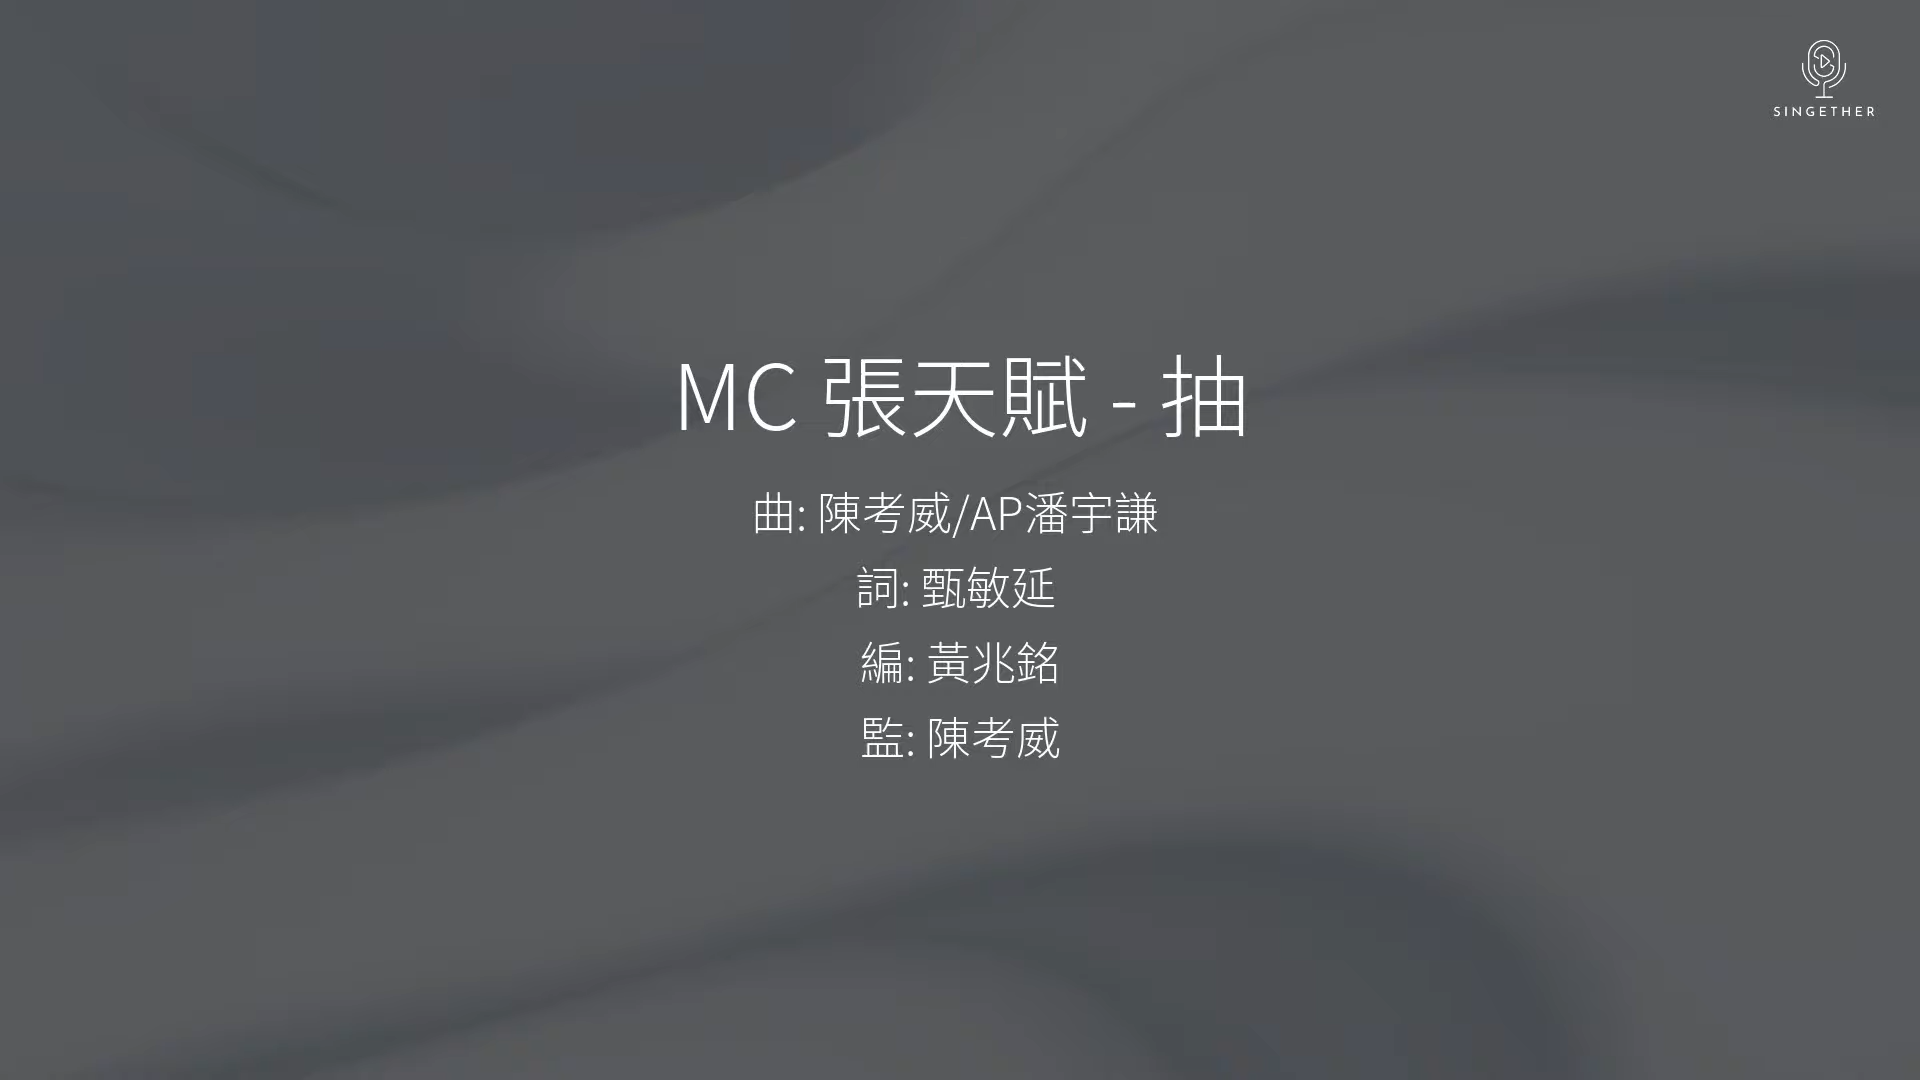 SINGETHER
MC 張天賦 - 抽
曲: 陳考威/AP潘宇謙
詞: 甄敏延
編: 黃兆銘
監: 陳考威